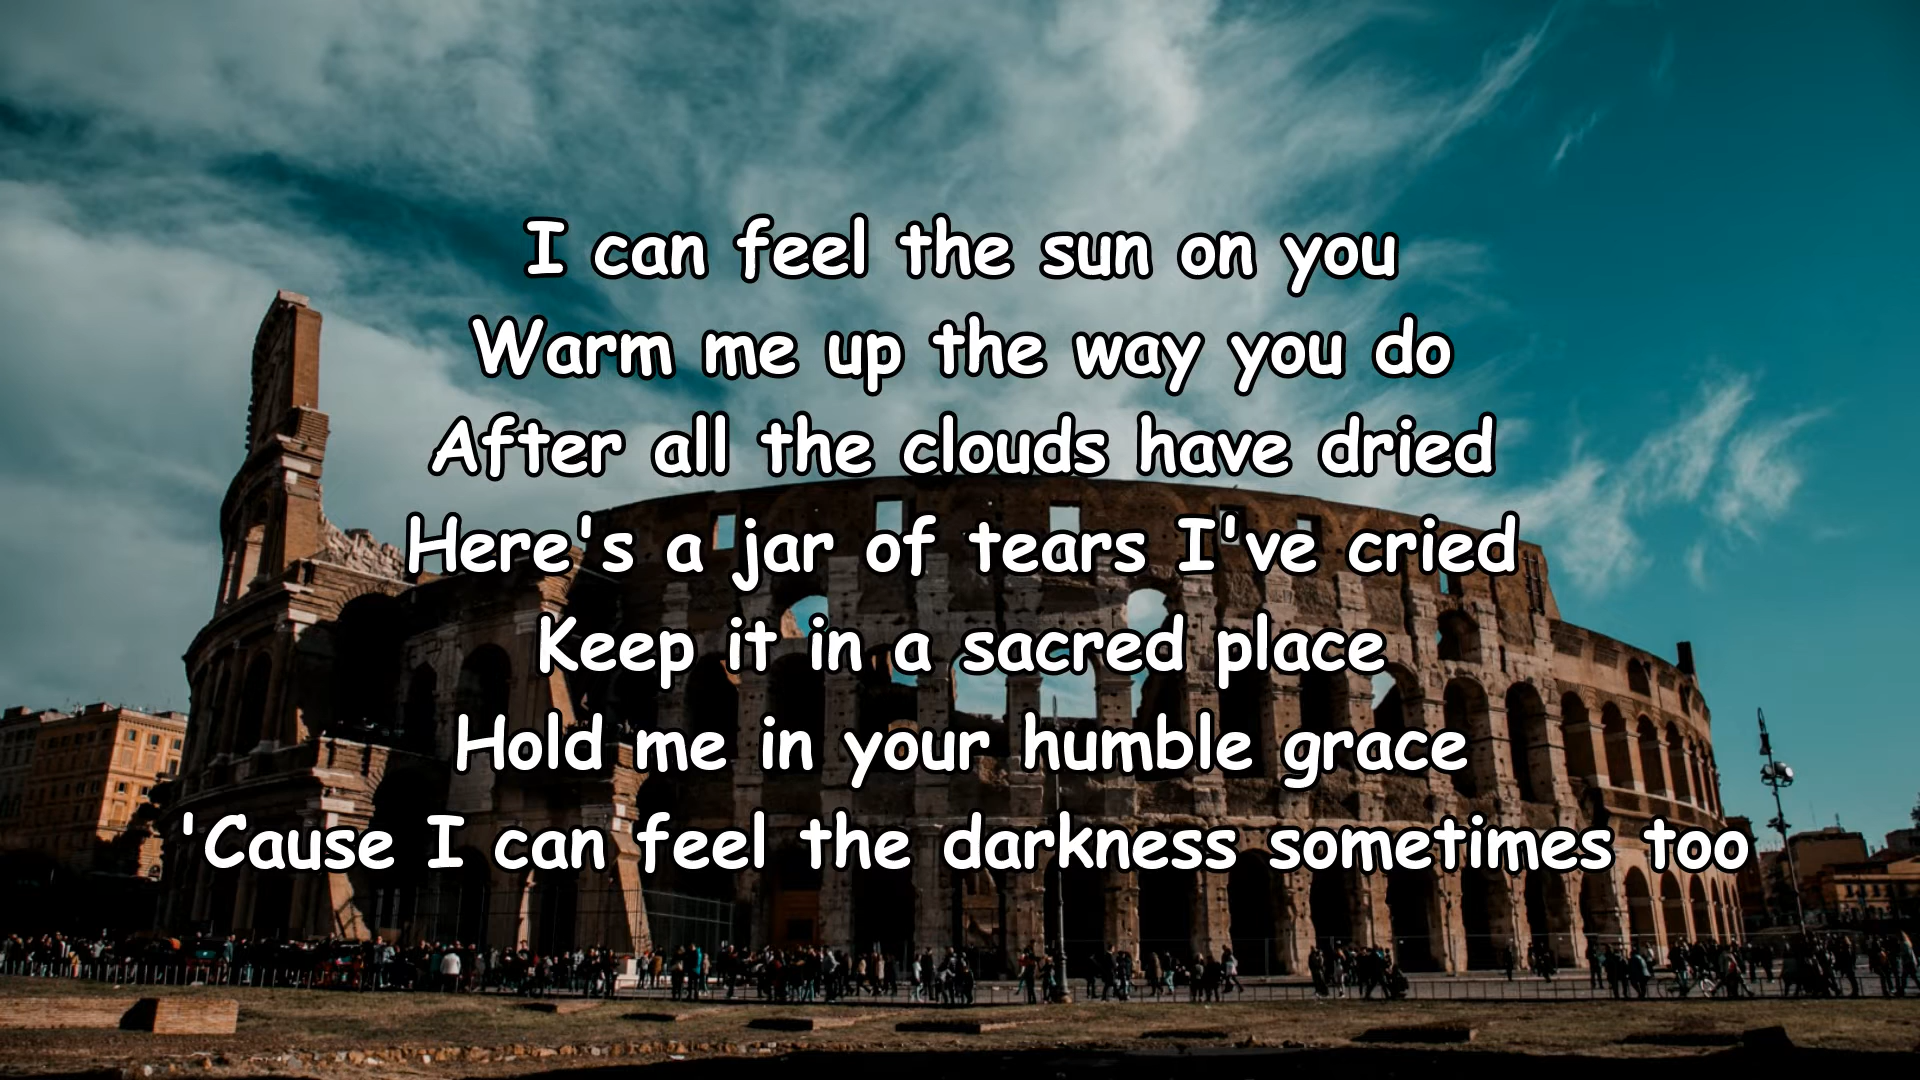 I can feel the sun on you
Warm me up the way you do
After all the clouds have dried
Here's a jar of tears I've cried
Keep it in a sacred place
Hold me in your humble grace
'Cause I can feel the darkness sometimes too